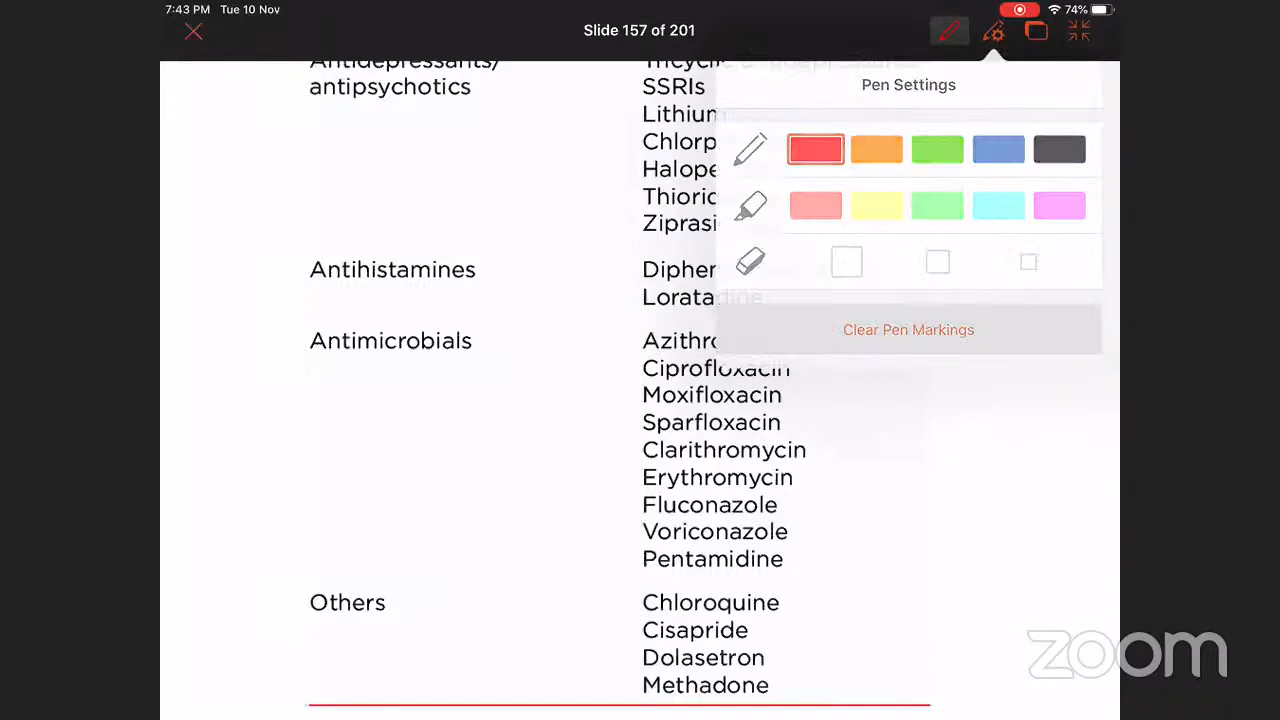 7:43 PM Tue 10 Nov
74%
Slide 157 of 201
Antidepressants/
antipsychotics
SSRIs
Pen Settings
Clear Pen Markings
Antihistamines
Antimicrobials
Ciprofloxacin
Moxifloxacin
Sparfloxacin
Clarithromycin
Erythromycin
Fluconazole
Voriconazole
Pentamidine
Others
Chloroquine
Cisapride
Dolasetron
Methadone
zoom